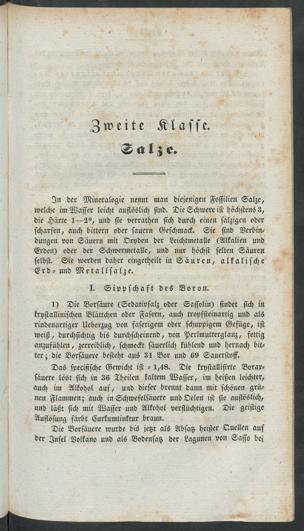 Zweite Klasse.
Salze.
In der Mineralogie nennt man diejenigen Fossilien Salze,
welche im Wasser leicht auflöslich sind. Die Schwere ist höchstens 3,
die Härte 1—2°, und sie verrathen sich durch einen salzigen oder
scharfen, auch bittern oder sauern Geschmack. Sie sind Verbin-
dungen von Säuren mit Oxyden der Leichtmetalle (Alkalien und
Erden) oder der Schwermetalle, und nur höchst selten Säuren
selbst. Sie werden daher eingetheilt in Säuren, alkalische
Erd- und Metallsalze.
I. Sippschaft des Boron.
1) Die Borsäure (Sedativsalz oder Sassolin) findet sich in
krystallinischen Blättchen oder Fasern, auch tropfsteinartig und als
rindenartiger Ueberzug von faserigem oder schuppigem Gefüge, ist
weiß, durchsichtig bis durchscheinend, von Perlmutterglanz, fettig
anzufühlen, zerreiblich, schmeckt säuerlich kühlend und hernach bit-
ter; die Borsäure besteht aus 31 Bor und 69 Sauerstoff.
Das specifische Gewicht ist = 1,48. Die krystallisirte Borax-
säure löst sich in 36 Theilen kaltem Wasser, im heißen leichter,
auch im Alkohol auf, und dieser brennt dann mit schönen grü-
nen Flammen; auch in Schwefelsäure und Oelen ist sie auflöslich,
und läßt sich mit Wasser und Alkohol verflüchtigen. Die geistige
Auflösung färbt Curkumtinktur braun.
Die Borsäure wurde bis jetzt als Absatz heißer Quellen auf
der Insel Volkano und als Bodensatz der Lagunen von Sasso bei